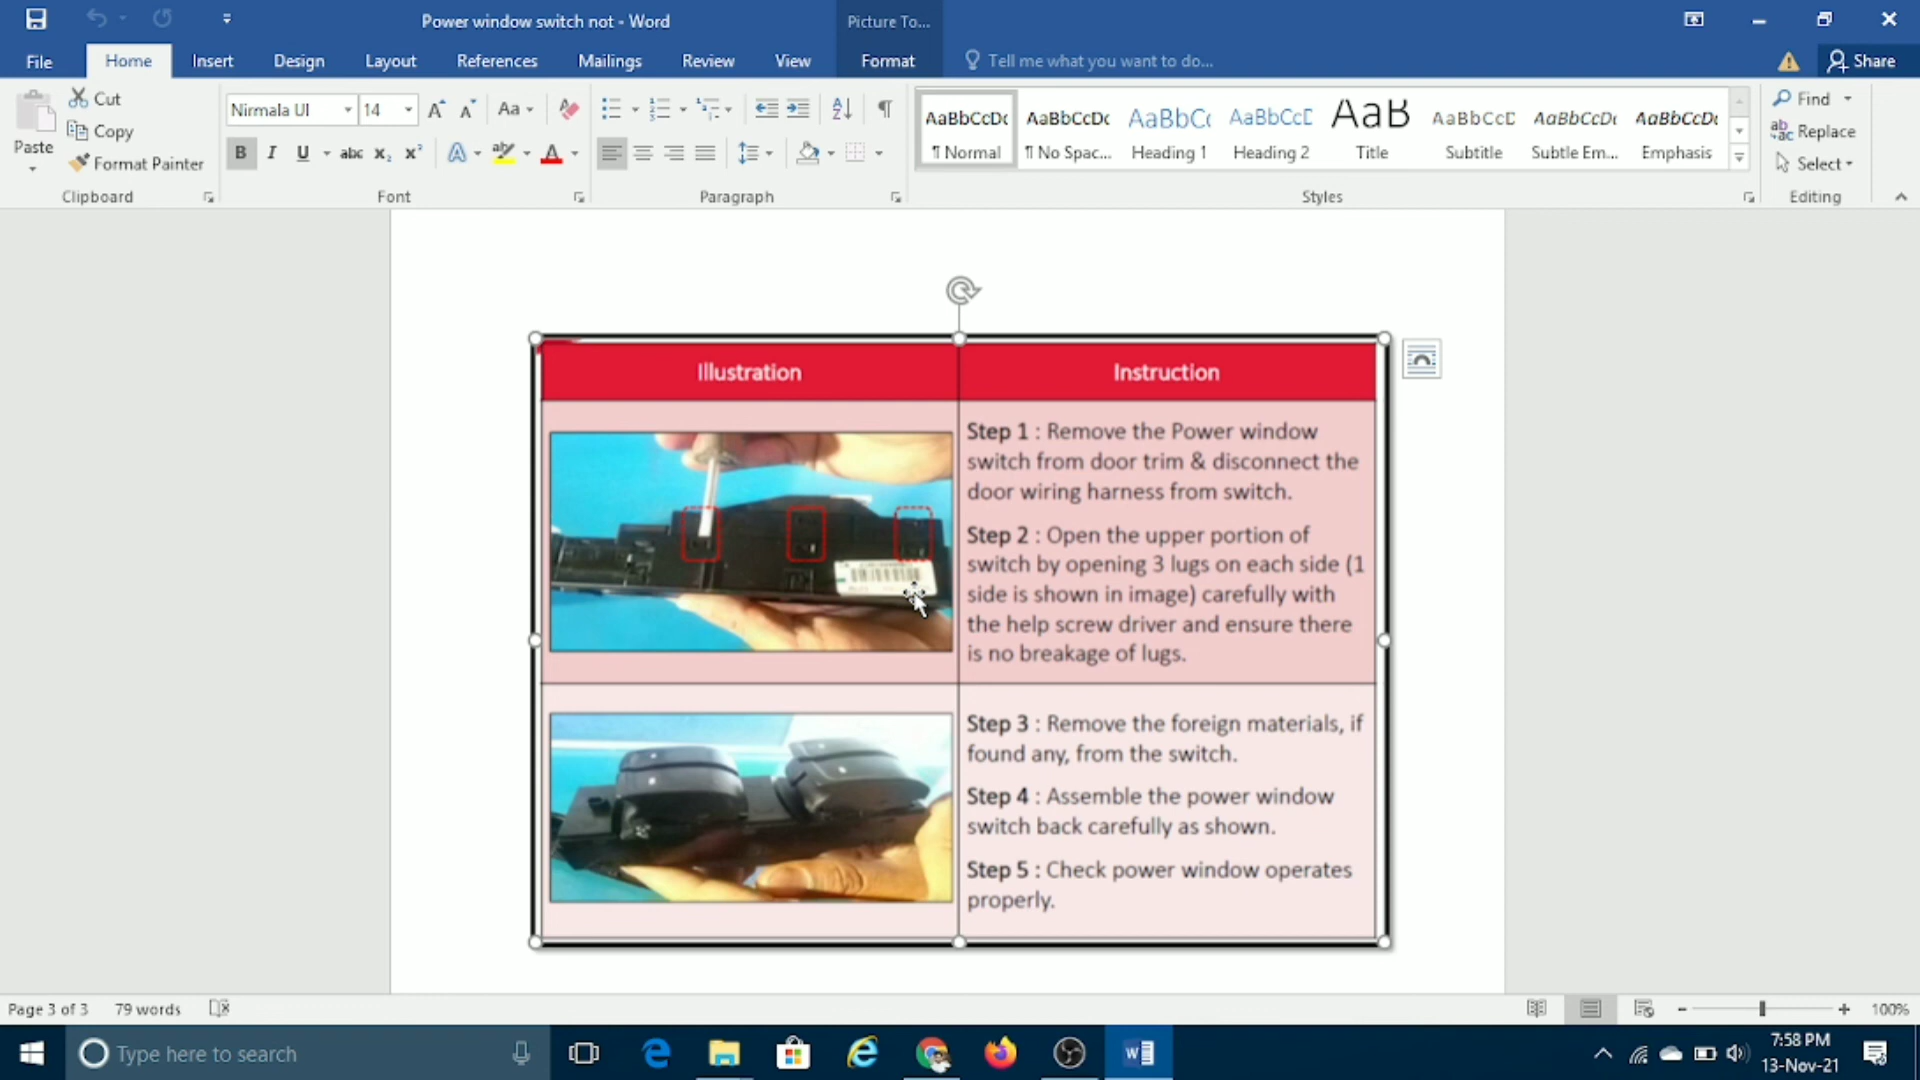 Power window switch not - Word
Picture To...
File
Home
Insert
Design
Layout
References
Mailings
Review
View
Format
Tell me what you want to do...
Share
Paste
Cut
Copy
Format Painter
Clipboard
Nirmala UI
14
Aa
B I U abc X₂ X²
Font
Paragraph
AaBbCcDc
¶ Normal
AaBbCcDc
¶ No Spac...
AaBbCc
Heading 1
AaBbCcD
Heading 2
AaB
Title
AaBbCcD
Subtitle
AaBbCcDt
Subtle Em...
AaBbCcDt
Emphasis
Styles
Find
Replace
Select
Editing
Illustration
Instruction
Step 1 : Remove the Power window
switch from door trim & disconnect the
door wiring harness from switch.
Step 2 : Open the upper portion of
switch by opening 3 lugs on each side (1
side is shown in image) carefully with
the help screw driver and ensure there
is no breakage of lugs.
Step 3 : Remove the foreign materials, if
found any, from the switch.
Step 4 : Assemble the power window
switch back carefully as shown.
Step 5 : Check power window operates
properly.
Page 3 of 3
79 words
100%
Type here to search
7:58 PM
13-Nov-21